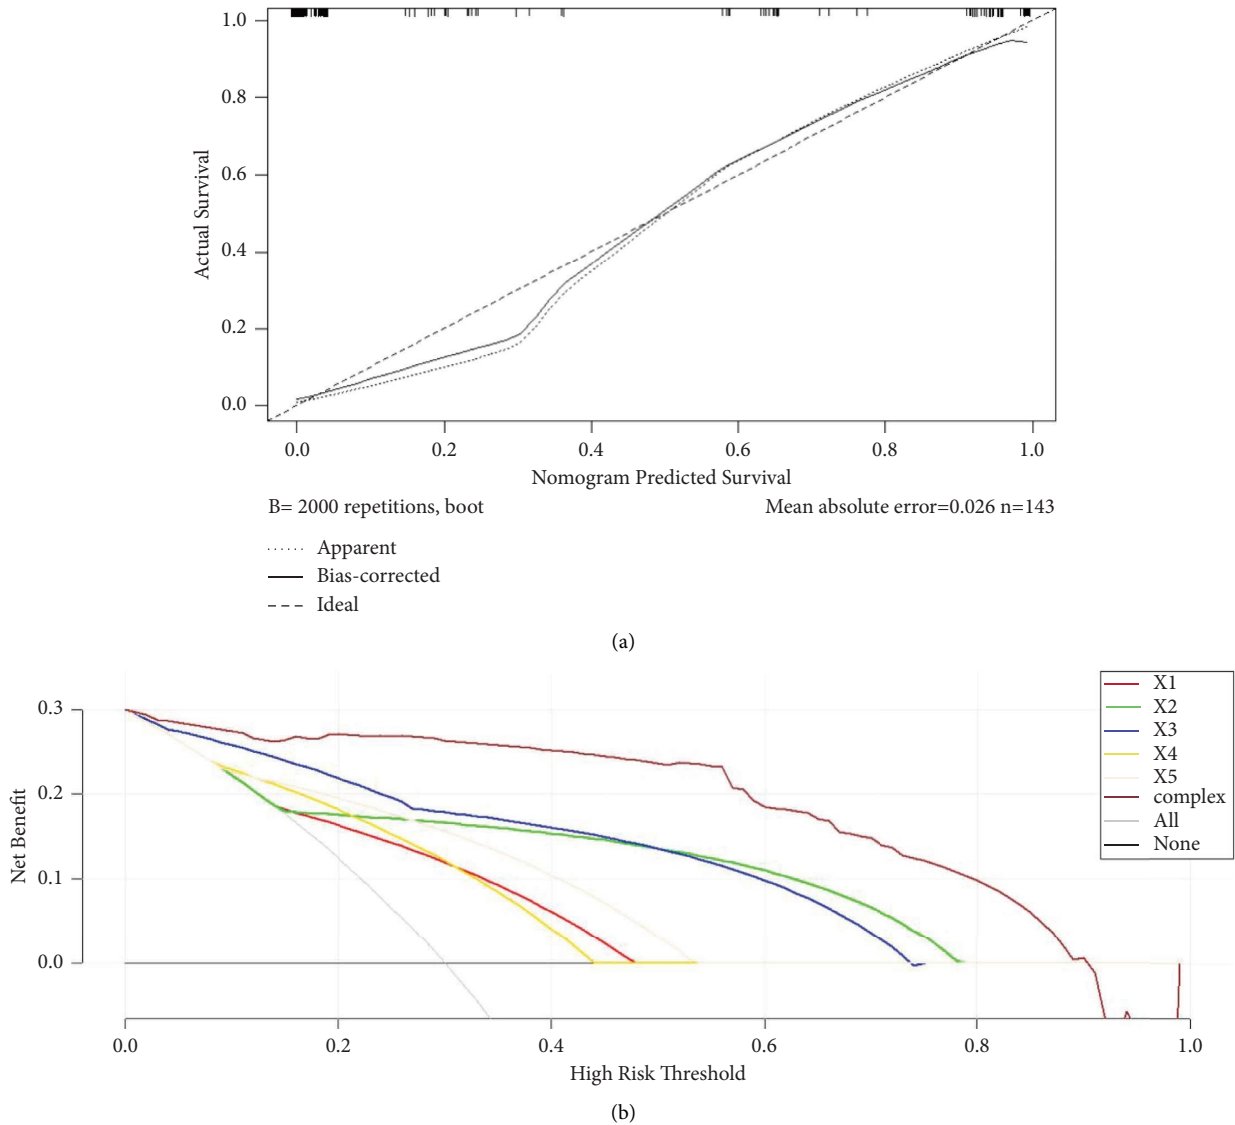 1.0
0.8
0.6
0.4
0.2
0.0
Actual Survival
0.0 0.2 0.4 0.6 0.8 1.0
Nomogram Predicted Survival
B= 2000 repetitions, boot Mean absolute error=0.026 n=143
Apparent
Bias-corrected
Ideal
(a)
0.3
0.2
0.1
0.0
Net Benefit
X1
X2
X3
X4
X5
complex
All
None
0.0 0.2 0.4 0.6 0.8 1.0
High Risk Threshold
(b)